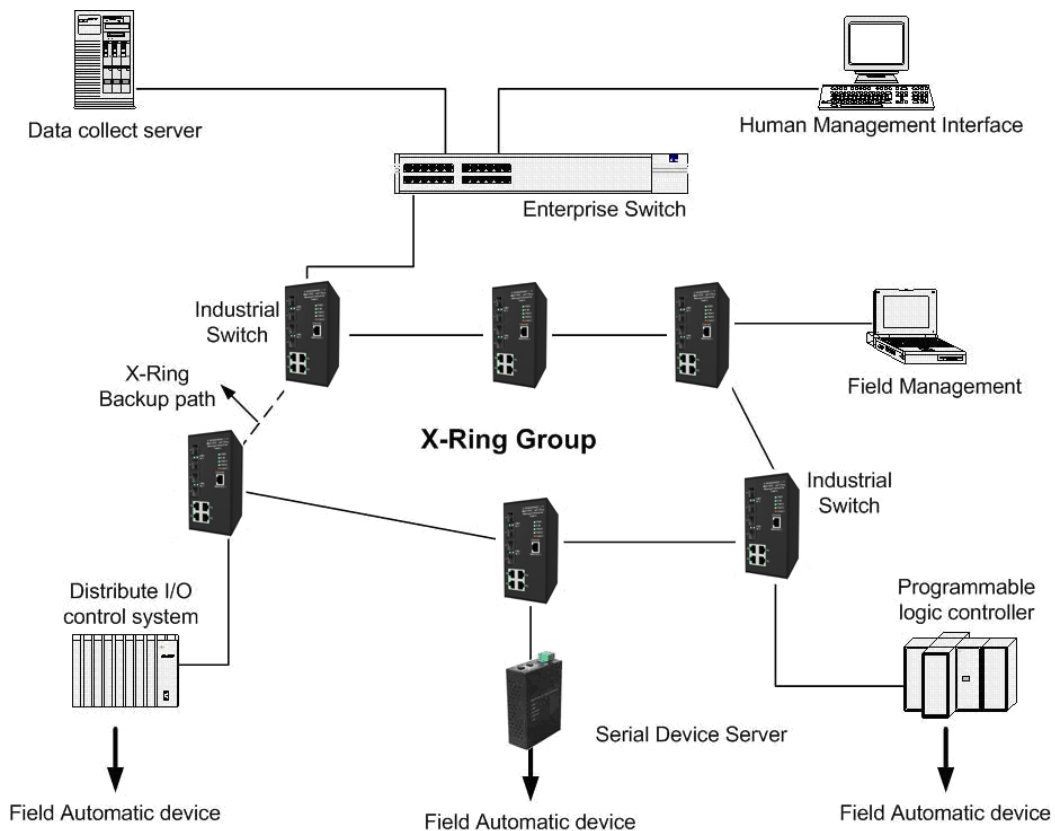 Data collect server
Human Management Interface
Enterprise Switch
Industrial
Switch
X-Ring
Backup path
Field Management
X-Ring Group
Industrial
Switch
Distribute I/O
control system
Programmable
logic controller
Serial Device Server
Field Automatic device
Field Automatic device
Field Automatic device